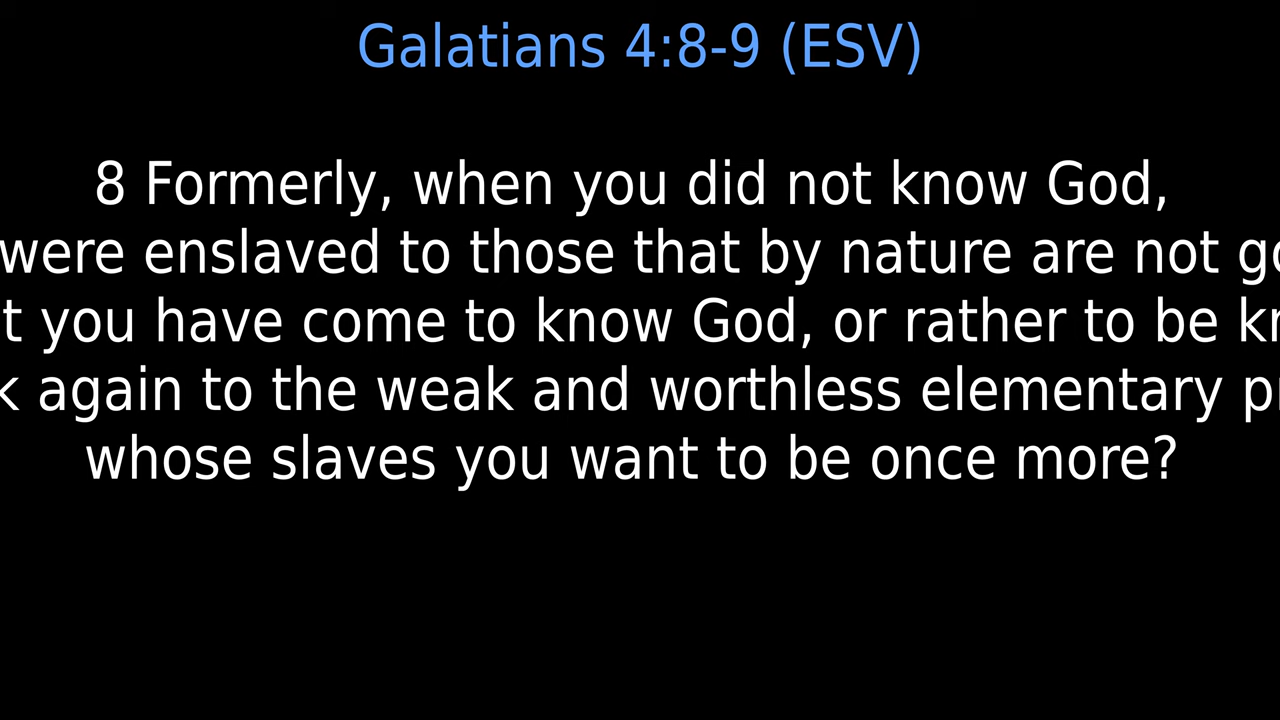 Galatians 4:8-9 (ESV)
8 Formerly, when you did not know God,
were enslaved to those that by nature are not
you have come to know God, or rather to be
again to the weak and worthless elementary
whose slaves you want to be once more?